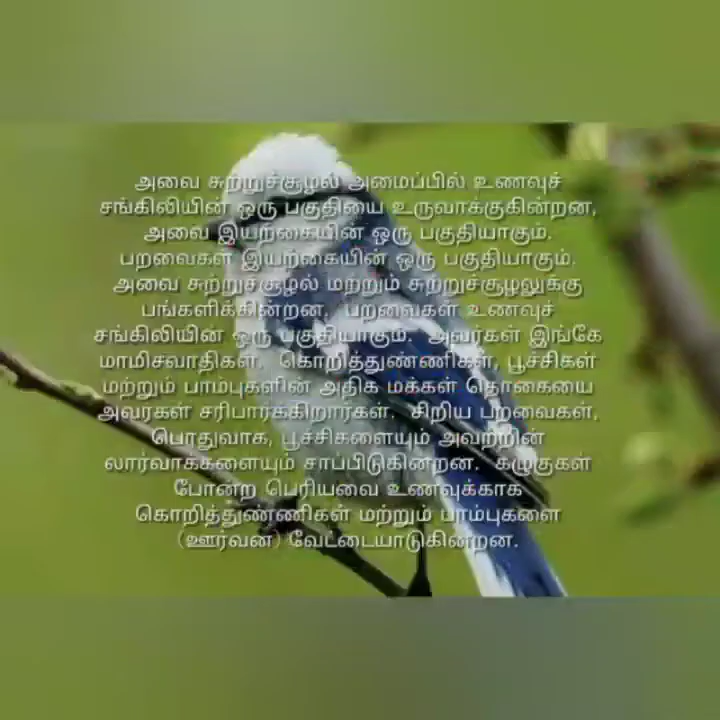 அவை சுற்றுச்சூழல் அமைப்பில் உணவுச்
சங்கிலியின் ஒரு பகுதியை உருவாக்குகின்றன,
அவை இயற்கையின் ஒரு பகுதியாகும்.
பறவைகள் இயற்கையின் ஒரு பகுதியாகும்.
அவை சுற்றுச்சூழல் மற்றும் சுற்றுச்சூழலுக்கு
பங்களிக்கின்றன. பறவைகள் உணவுச்
சங்கிலியின் ஒரு பகுதியாகும். அவர்கள் இங்கே
மாமிசவாதிகள். கொறித்துண்ணிகள், பூச்சிகள்
மற்றும் பாம்புகளின் அதிக மக்கள் தொகையை
அவர்கள் சரிபார்க்கிறார்கள். சிறிய பறவைகள்,
பொதுவாக, பூச்சிகளையும் அவற்றின்
லார்வாக்களையும் சாப்பிடுகின்றன. கழுகுகள்
போன்ற பெரியவை உணவுக்காக
கொறித்துண்ணிகள் மற்றும் பாம்புகளை
(ஊர்வன) வேட்டையாடுகின்றன.